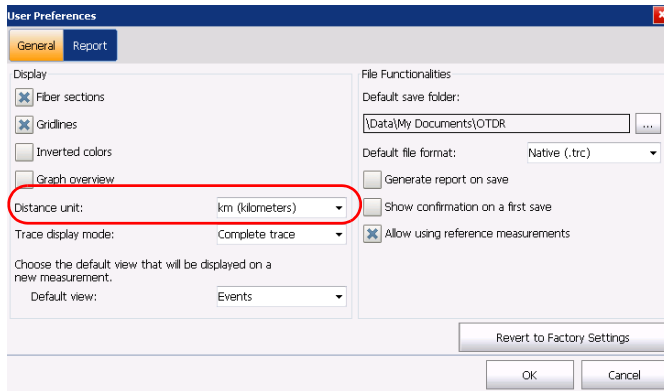 User Preferences
General Report
Display
Fiber sections
Gridlines
Inverted colors
Graph overview
Distance unit: km (kilometers)
Trace display mode: Complete trace
Choose the default view that will be displayed on a
new measurement.
Default view: Events
File Functionalities
Default save folder:
\Data\My Documents\OTDR ...
Default file format: Native (.trc)
Generate report on save
Show confirmation on a first save
Allow using reference measurements
Revert to Factory Settings
OK Cancel